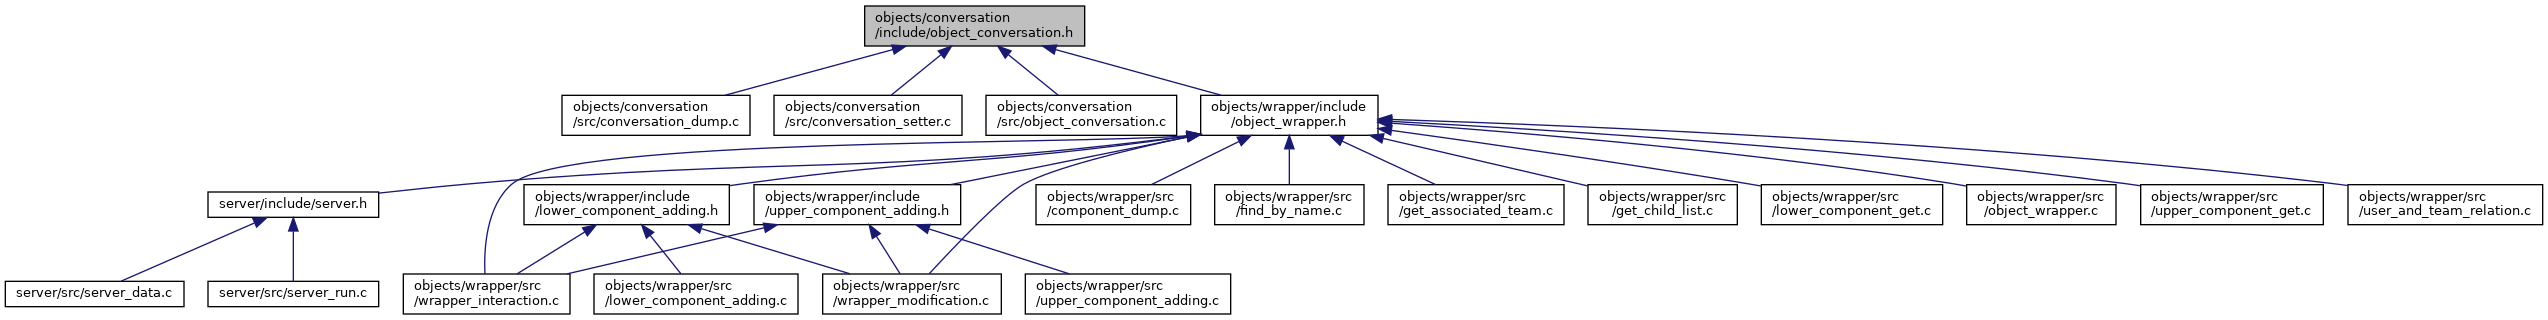 objects/conversation
/include/object_conversation.h
objects/conversation
/src/conversation_dump.c
objects/conversation
/src/conversation_setter.c
objects/conversation
/src/object_conversation.c
objects/wrapper/include
/object_wrapper.h
server/include/server.h
objects/wrapper/include
/lower_component_adding.h
objects/wrapper/include
/upper_component_adding.h
objects/wrapper/src
/component_dump.c
objects/wrapper/src
/find_by_name.c
objects/wrapper/src
/get_associated_team.c
objects/wrapper/src
/get_child_list.c
objects/wrapper/src
/lower_component_get.c
objects/wrapper/src
/object_wrapper.c
objects/wrapper/src
/upper_component_get.c
objects/wrapper/src
/user_and_team_relation.c
server/src/server_data.c
server/src/server_run.c
objects/wrapper/src
/wrapper_interaction.c
objects/wrapper/src
/lower_component_adding.c
objects/wrapper/src
/wrapper_modification.c
objects/wrapper/src
/upper_component_adding.c